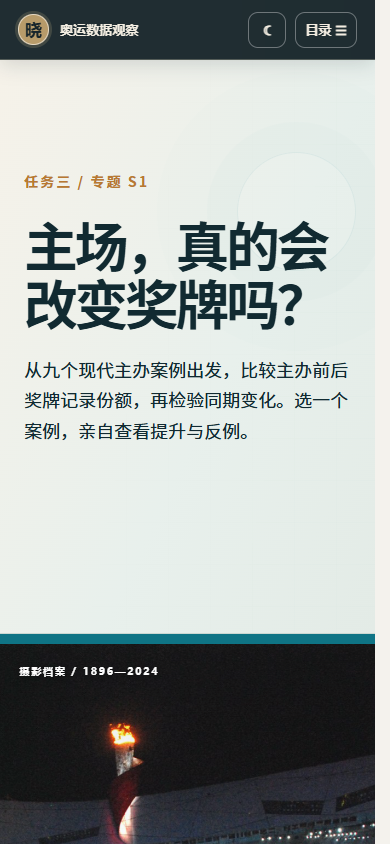 晓 奥运数据观察 目录
任务三 / 专题 S1
主场，真的会
改变奖牌吗？
从九个现代主办案例出发，比较主办前后
奖牌记录份额，再检验同期变化。选一个
案例，亲自查看提升与反例。
摄影档案 / 1896—2024